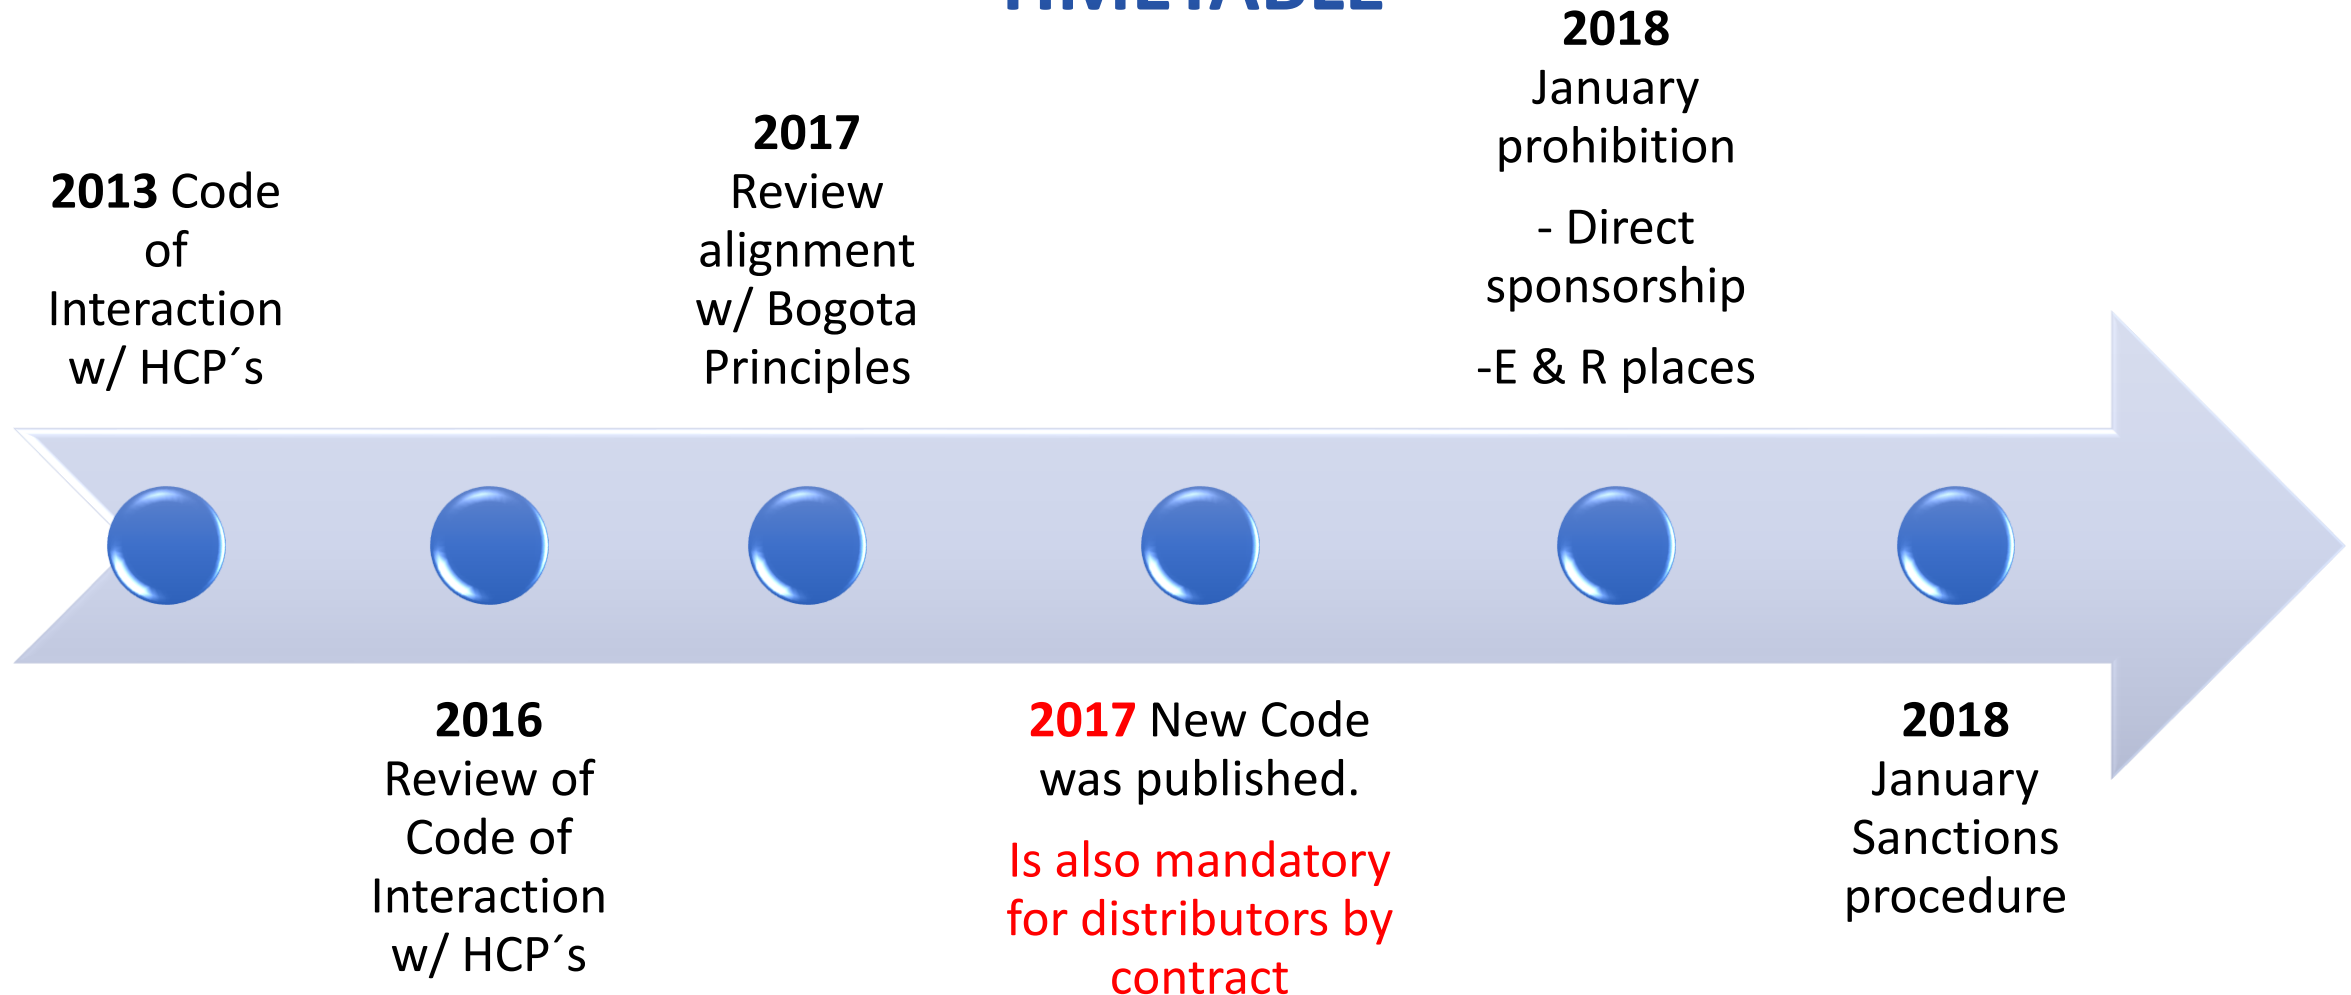 TIMETABLE
2013 Code
of
Interaction
w/ HCP´s
2016
Review of
Code of
Interaction
w/ HCP´s
2017
Review
alignment
w/ Bogota
Principles
2017 New Code
was published.
Is also mandatory
for distributors by
contract
2018
January
prohibition
- Direct
sponsorship
-E & R places
2018
January
Sanctions
procedure